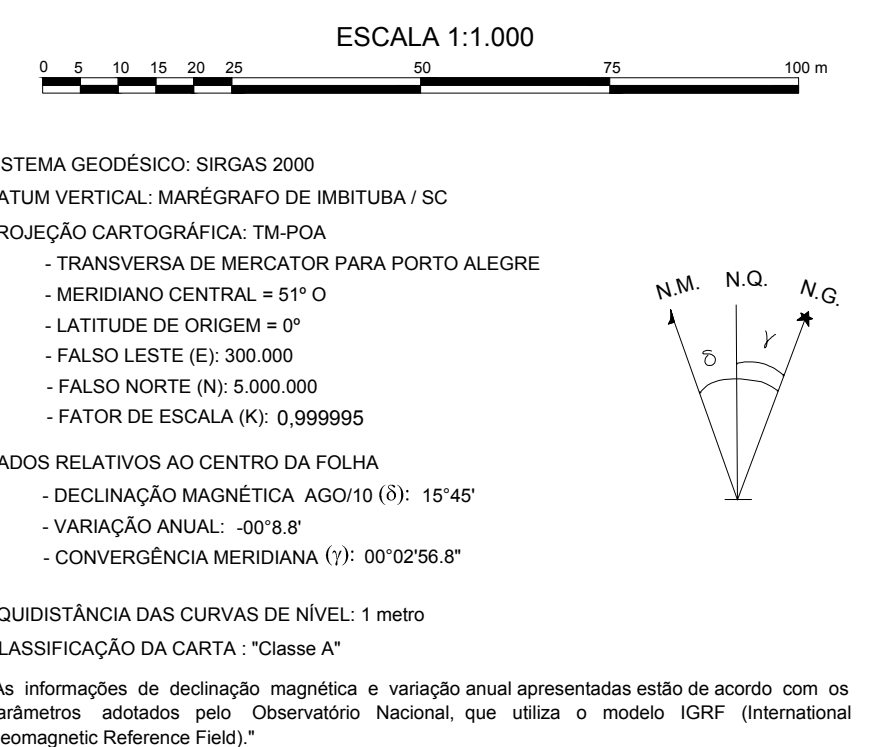 ESCALA 1:1.000
0 5 10 15 20 25 50 75 100 m
ISTEMA GEODÉSICO: SIRGAS 2000
ATUM VERTICAL: MARÉGRAFO DE IMBITUBA / SC
ROJEÇÃO CARTOGRÁFICA: TM-POA
- TRANSVERSA DE MERCATOR PARA PORTO ALEGRE
- MERIDIANO CENTRAL = 51º O
- LATITUDE DE ORIGEM = 0º
- FALSO LESTE (E): 300.000
- FALSO NORTE (N): 5.000.000
- FATOR DE ESCALA (K): 0,999995
N.M. N.Q. N.G.
δ γ
ADOS RELATIVOS AO CENTRO DA FOLHA
- DECLINAÇÃO MAGNÉTICA AGO/10 (δ): 15°45'
- VARIAÇÃO ANUAL: -00°8.8'
- CONVERGÊNCIA MERIDIANA (γ): 00°02'56.8"
QUIDISTÂNCIA DAS CURVAS DE NÍVEL: 1 metro
LASSIFICAÇÃO DA CARTA : "Classe A"
As informações de declinação magnética e variação anual apresentadas estão de acordo com os
arâmetros adotados pelo Observatório Nacional, que utiliza o modelo IGRF (International
eomagnetic Reference Field)."